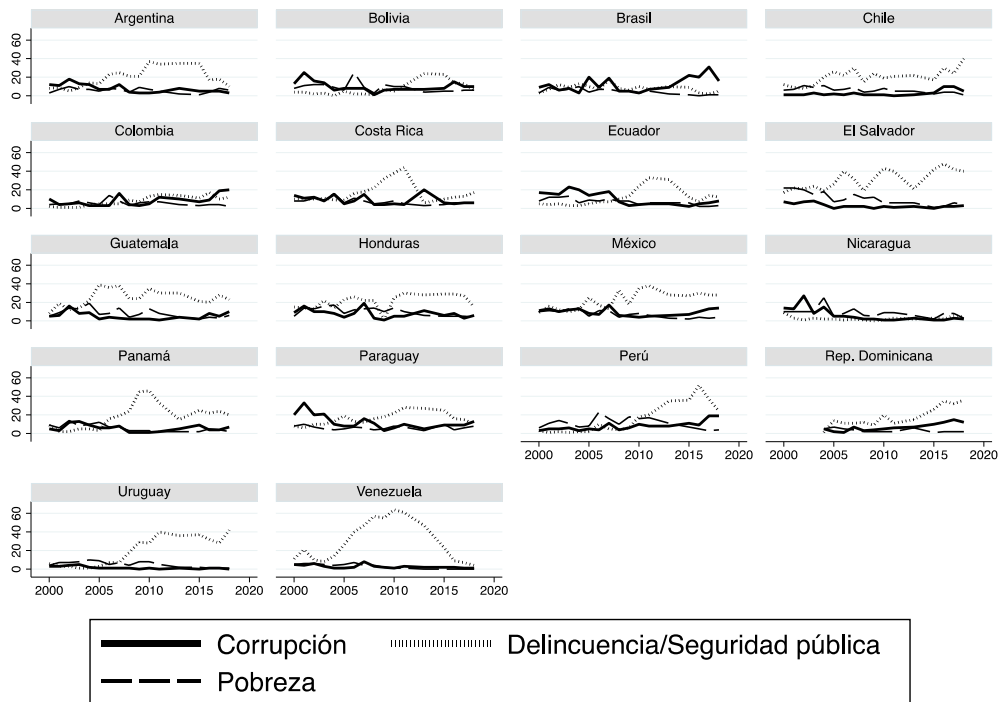 Argentina Bolivia Brasil Chile
0 20 40 60
Colombia Costa Rica Ecuador El Salvador
0 20 40 60
Guatemala Honduras México Nicaragua
0 20 40 60
Panamá Paraguay Perú Rep. Dominicana
0 20 40 60
2000 2005 2010 2015 2020 2000 2005 2010 2015 2020
Uruguay Venezuela
0 20 40 60
2000 2005 2010 2015 2020 2000 2005 2010 2015 2020
Corrupción Delincuencia/Seguridad pública
Pobreza